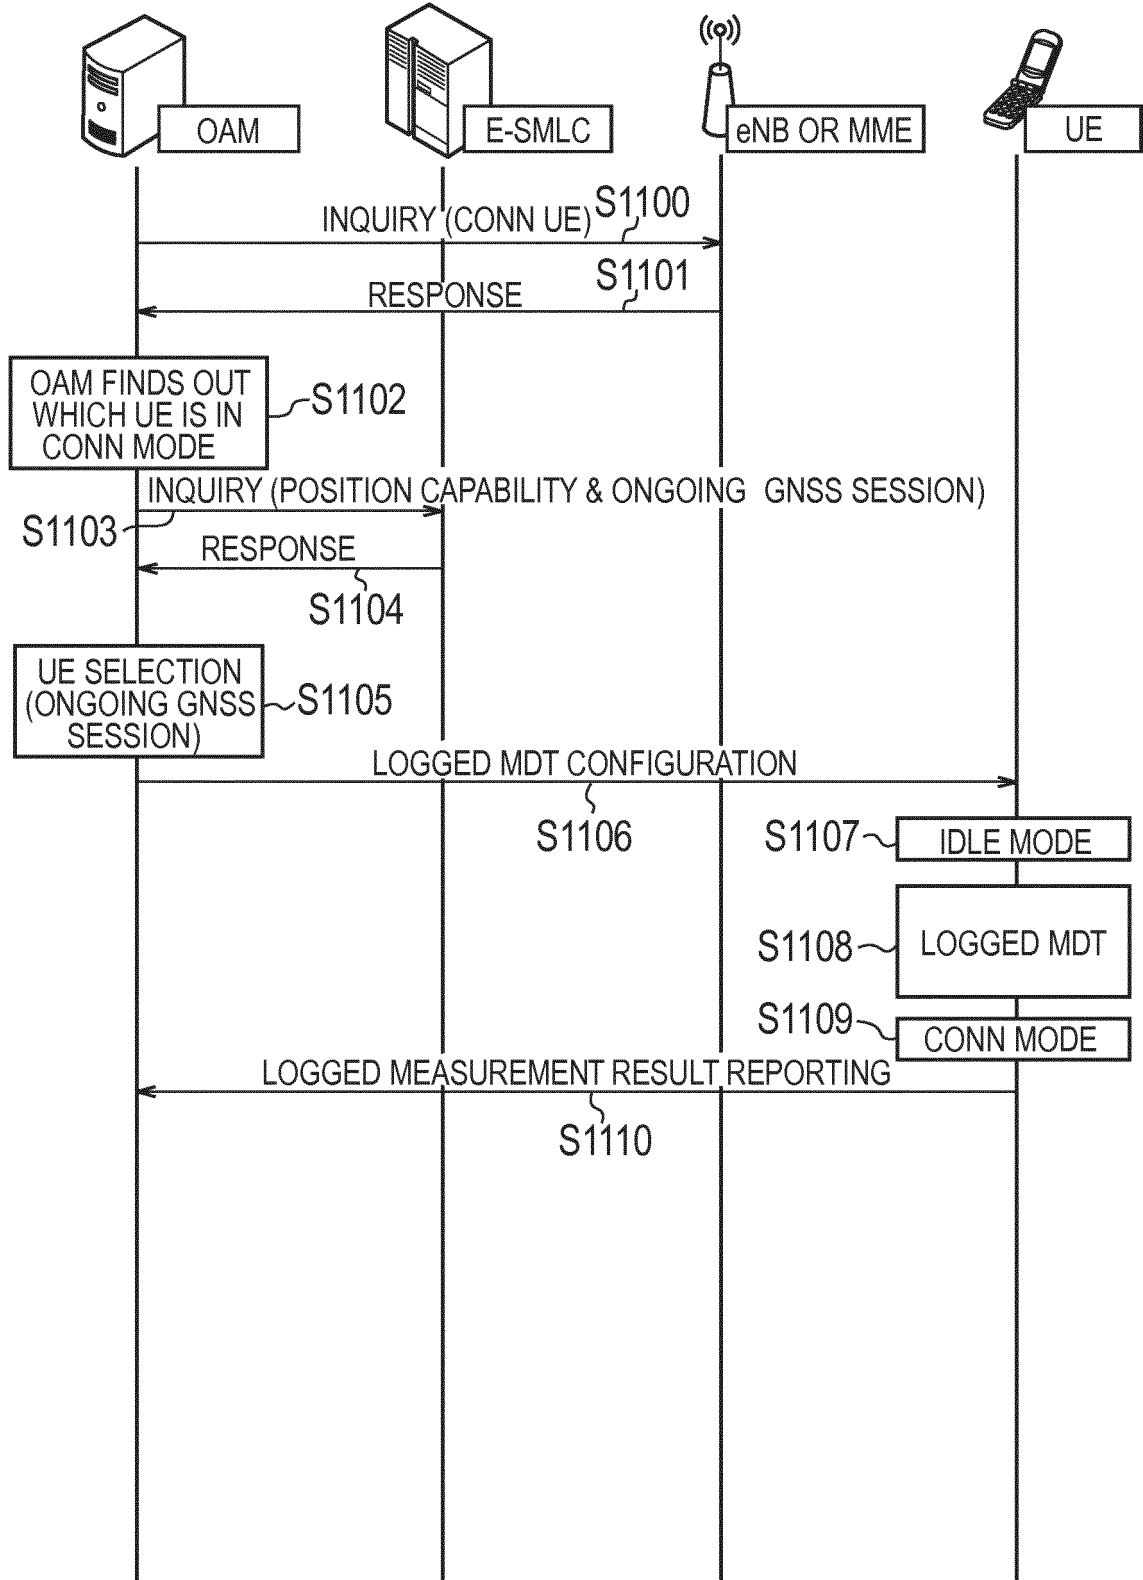 OAM
E-SMLC
eNB OR MME
UE
S1100
INQUIRY (CONN UE)
S1101
RESPONSE
OAM FINDS OUT
WHICH UE IS IN
CONN MODE
S1102
INQUIRY (POSITION CAPABILITY & ONGOING GNSS SESSION)
S1103
RESPONSE
S1104
UE SELECTION
(ONGOING GNSS
SESSION)
S1105
LOGGED MDT CONFIGURATION
S1106
S1107
IDLE MODE
S1108
LOGGED MDT
S1109
CONN MODE
LOGGED MEASUREMENT RESULT REPORTING
S1110